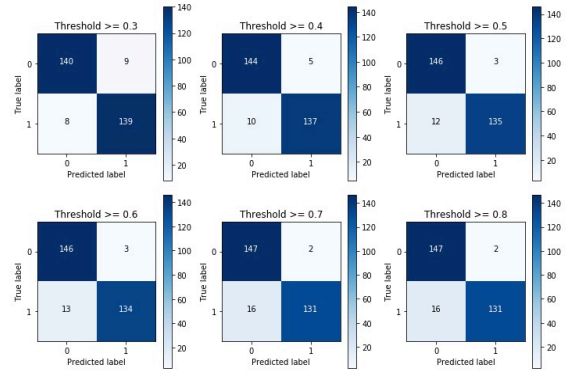 Threshold >= 0.3
140 9
8 139
0 1
0 1
True label
Predicted label
140 120 100 80 60 40 20
Threshold >= 0.4
144 5
10 137
0 1
0 1
True label
Predicted label
140 120 100 80 60 40 20
Threshold >= 0.5
146 3
12 135
0 1
0 1
True label
Predicted label
140 120 100 80 60 40 20
Threshold >= 0.6
146 3
13 134
0 1
0 1
True label
Predicted label
140 120 100 80 60 40 20
Threshold >= 0.7
147 2
16 131
0 1
0 1
True label
Predicted label
140 120 100 80 60 40 20
Threshold >= 0.8
147 2
16 131
0 1
0 1
True label
Predicted label
140 120 100 80 60 40 20